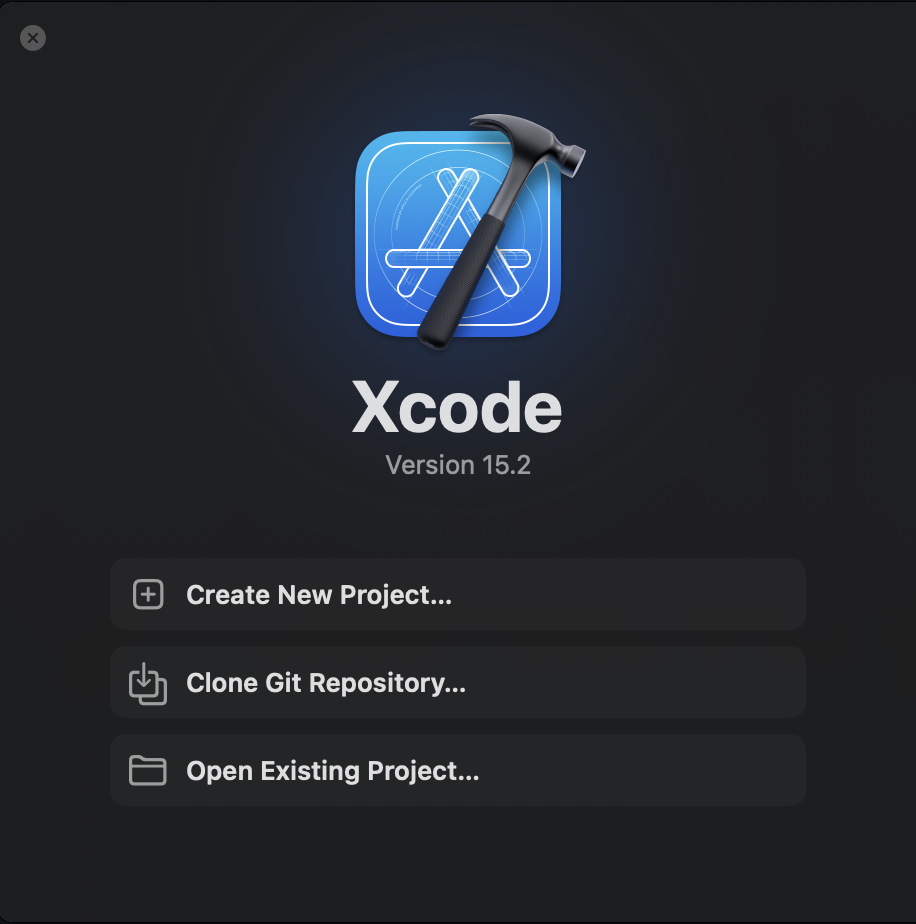 Xcode
Version 15.2
Create New Project...
Clone Git Repository...
Open Existing Project...